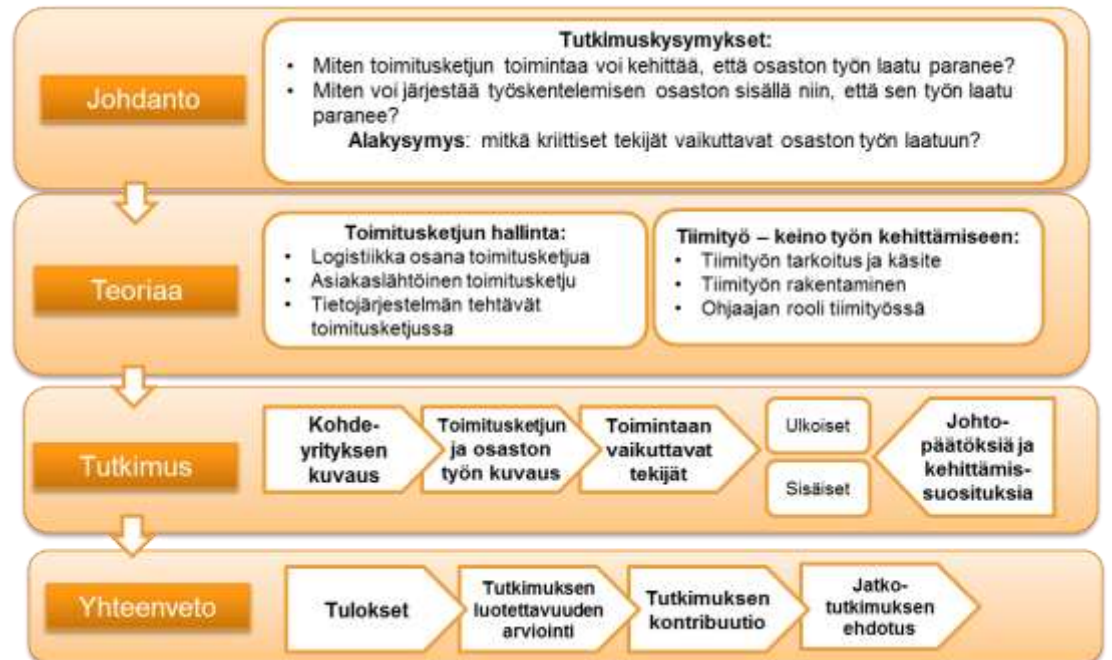 Johdanto
Tutkimuskysymykset:
• Miten toimitusketjun toimintaa voi kehittää, että osaston työn laatu paranee?
• Miten voi järjestää työskentelemisen osaston sisällä niin, että sen työn laatu
paranee?
Alakysymys: mitkä kriittiset tekijät vaikuttavat osaston työn laatuun?
Teoriaa
Toimitusketjun hallinta:
• Logistiikka osana toimitusketjua
• Asiakaslähtöinen toimitusketju
• Tietojärjestelmän tehtävät
toimitusketjussa
Tiimityö – keino työn kehittämiseen:
• Tiimityön tarkoitus ja käsite
• Tiimityön rakentaminen
• Ohjaajan rooli tiimityössä
Tutkimus
Kohde-
yrityksen
kuvaus
Toimitusketjun
ja osaston
työn kuvaus
Toimintaan
vaikuttavat
tekijät
Ulkoiset
Sisäiset
Johto-
päätöksiä ja
kehittämis-
suosituksia
Yhteenveto
Tulokset
Tutkimuksen
luotettavuuden
arviointi
Tutkimuksen
kontribuutio
Jatko-
tutkimuksen
ehdotus